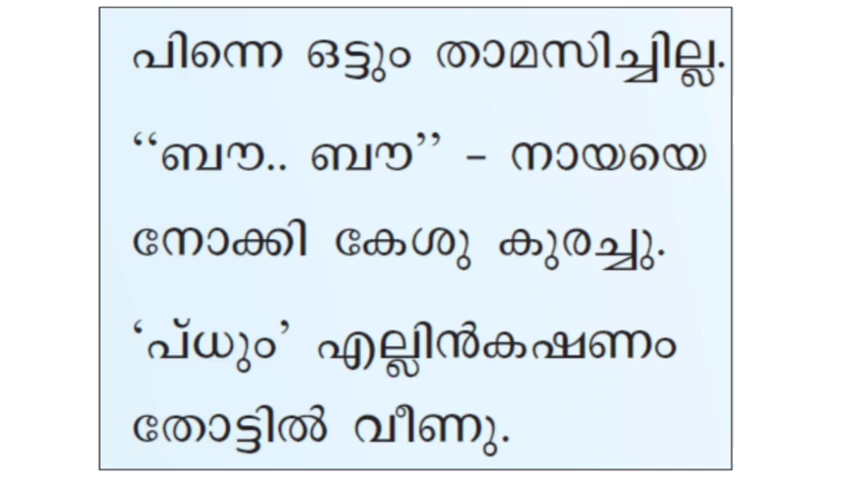 പിന്നെ ഒട്ടും താമസിച്ചില്ല.
‘‘ബൗ.. ബൗ’’ – നായയെ
നോക്കി കേശു കുരച്ചു.
‘പ്ധും’ എല്ലിൻകഷണം
തോട്ടിൽ വീണു.